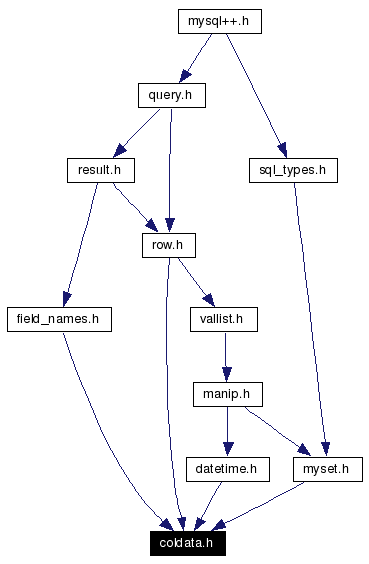 mysql++.h
query.h
result.h
sql_types.h
row.h
field_names.h
vallist.h
manip.h
datetime.h
myset.h
coldata.h